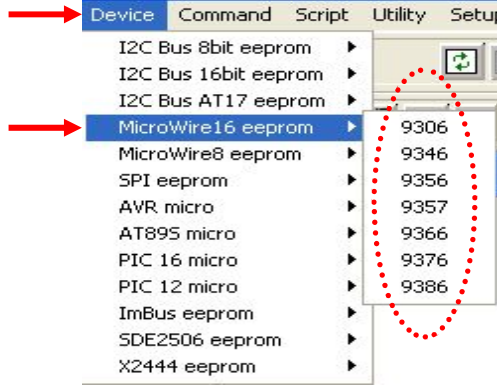 Device Command Script Utility Setup
I2C Bus 8bit eeprom
I2C Bus 16bit eeprom
I2C Bus AT17 eeprom
MicroWire16 eeprom
MicroWire8 eeprom
SPI eeprom
AVR micro
AT89S micro
PIC 16 micro
PIC 12 micro
ImBus eeprom
SDE2506 eeprom
X2444 eeprom
9306
9346
9356
9357
9366
9376
9386